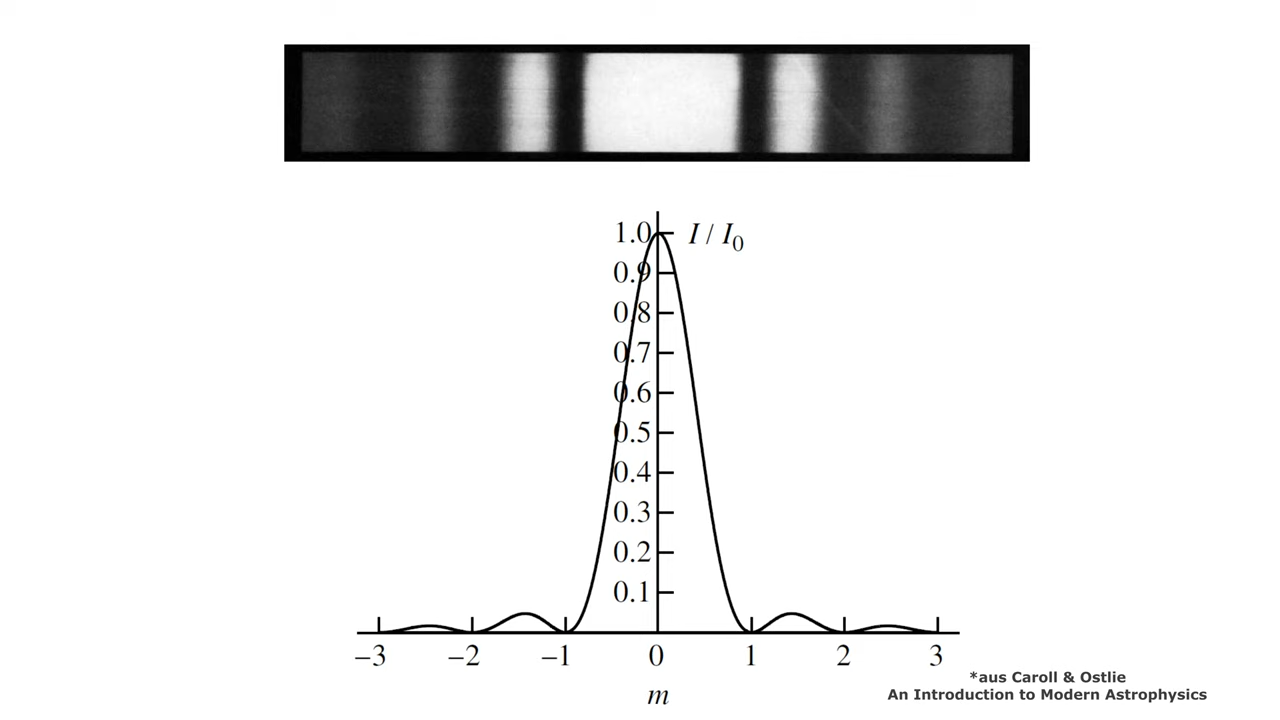 1.0 I / I₀
0.9
0.8
0.7
0.6
0.5
0.4
0.3
0.2
0.1
−3 −2 −1 0 1 2 3
m
*aus Caroll & Ostlie
An Introduction to Modern Astrophysics